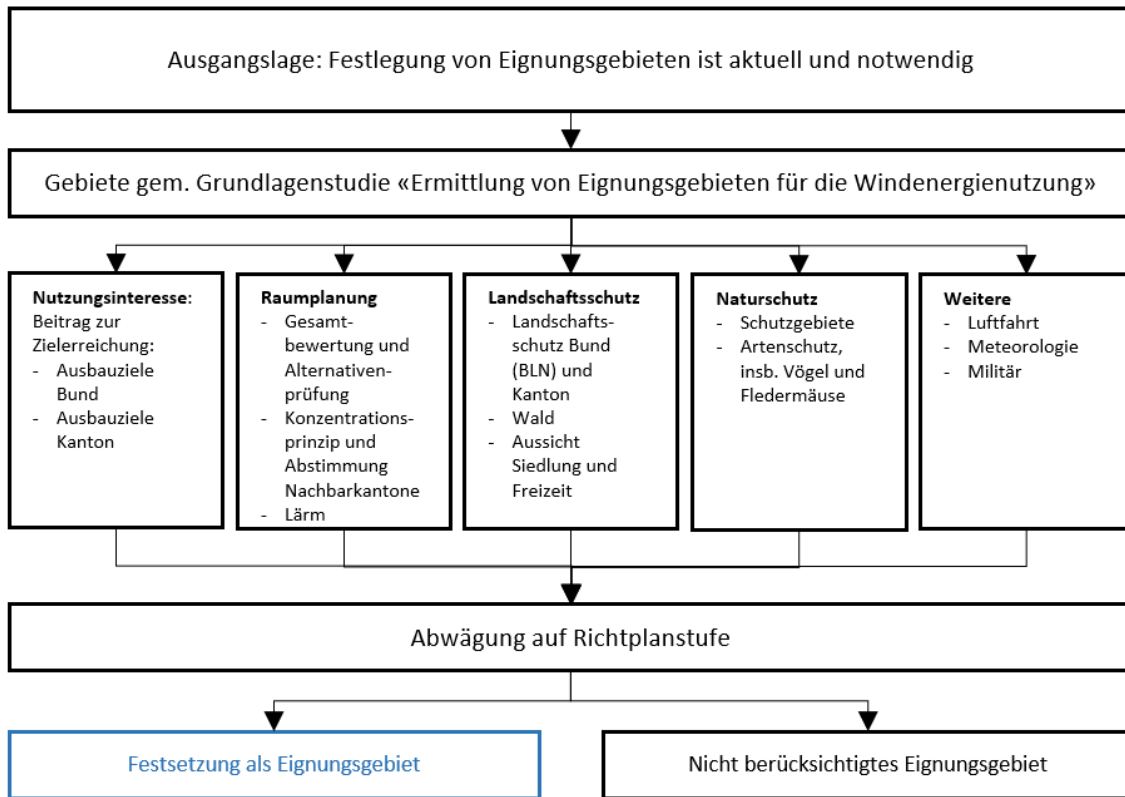 Ausgangslage: Festlegung von Eignungsgebieten ist aktuell und notwendig
Gebiete gem. Grundlagenstudie «Ermittlung von Eignungsgebieten für die Windenergienutzung»
Nutzungsinteresse:
Beitrag zur
Zielerreichung:
- Ausbauziele
Bund
- Ausbauziele
Kanton
Raumplanung
- Gesamt-
bewertung und
Alternativen-
prüfung
- Konzentrations-
prinzip und
Abstimmung
Nachbarkantone
- Lärm
Landschaftsschutz
- Landschafts-
schutz Bund
(BLN) und
Kanton
- Wald
- Aussicht
Siedlung und
Freizeit
Naturschutz
- Schutzgebiete
- Artenschutz,
insb. Vögel und
Fledermäuse
Weitere
- Luftfahrt
- Meteorologie
- Militär
Abwägung auf Richtplanstufe
Festsetzung als Eignungsgebiet
Nicht berücksichtigtes Eignungsgebiet